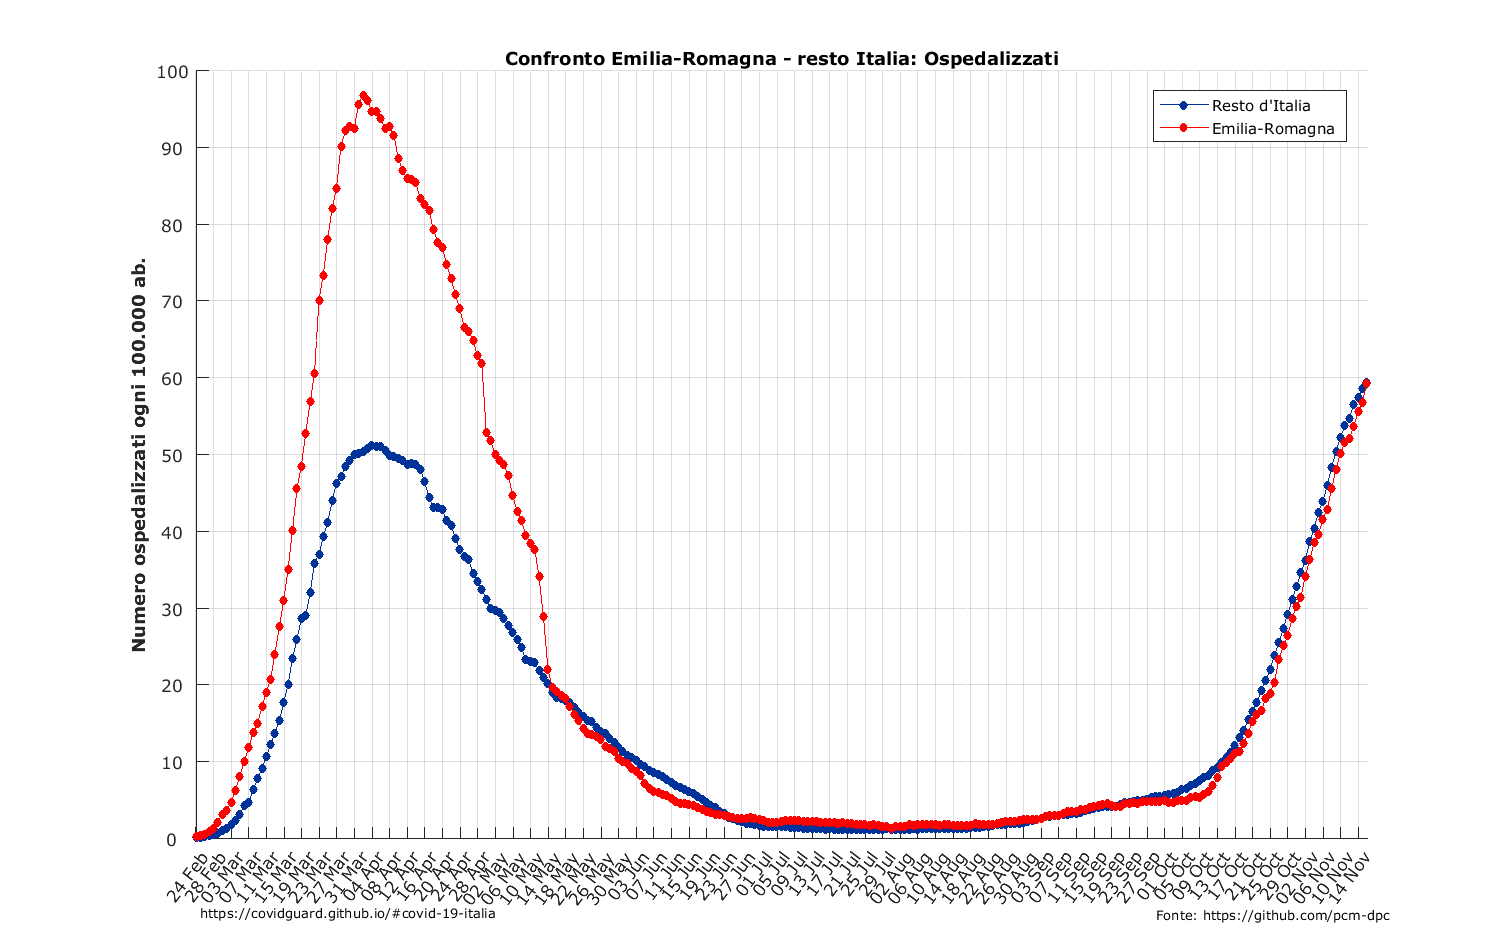 Confronto Emilia-Romagna - resto Italia: Ospedalizzati
Resto d'Italia
Emilia-Romagna
Numero ospedalizzati ogni 100.000 ab.
100
90
80
70
60
50
40
30
20
10
0
24 Feb
28 Feb
03 Mar
07 Mar
11 Mar
15 Mar
19 Mar
23 Mar
27 Mar
31 Mar
04 Apr
08 Apr
12 Apr
16 Apr
20 Apr
24 Apr
28 Apr
02 May
06 May
10 May
14 May
18 May
22 May
26 May
30 May
03 Jun
07 Jun
11 Jun
15 Jun
19 Jun
23 Jun
27 Jun
01 Jul
05 Jul
09 Jul
13 Jul
17 Jul
21 Jul
25 Jul
29 Jul
02 Aug
06 Aug
10 Aug
14 Aug
18 Aug
22 Aug
26 Aug
30 Aug
03 Sep
07 Sep
11 Sep
15 Sep
19 Sep
23 Sep
27 Sep
01 Oct
05 Oct
09 Oct
13 Oct
17 Oct
21 Oct
25 Oct
29 Oct
02 Nov
06 Nov
10 Nov
14 Nov
https://covidguard.github.io/#covid-19-italia
Fonte: https://github.com/pcm-dpc